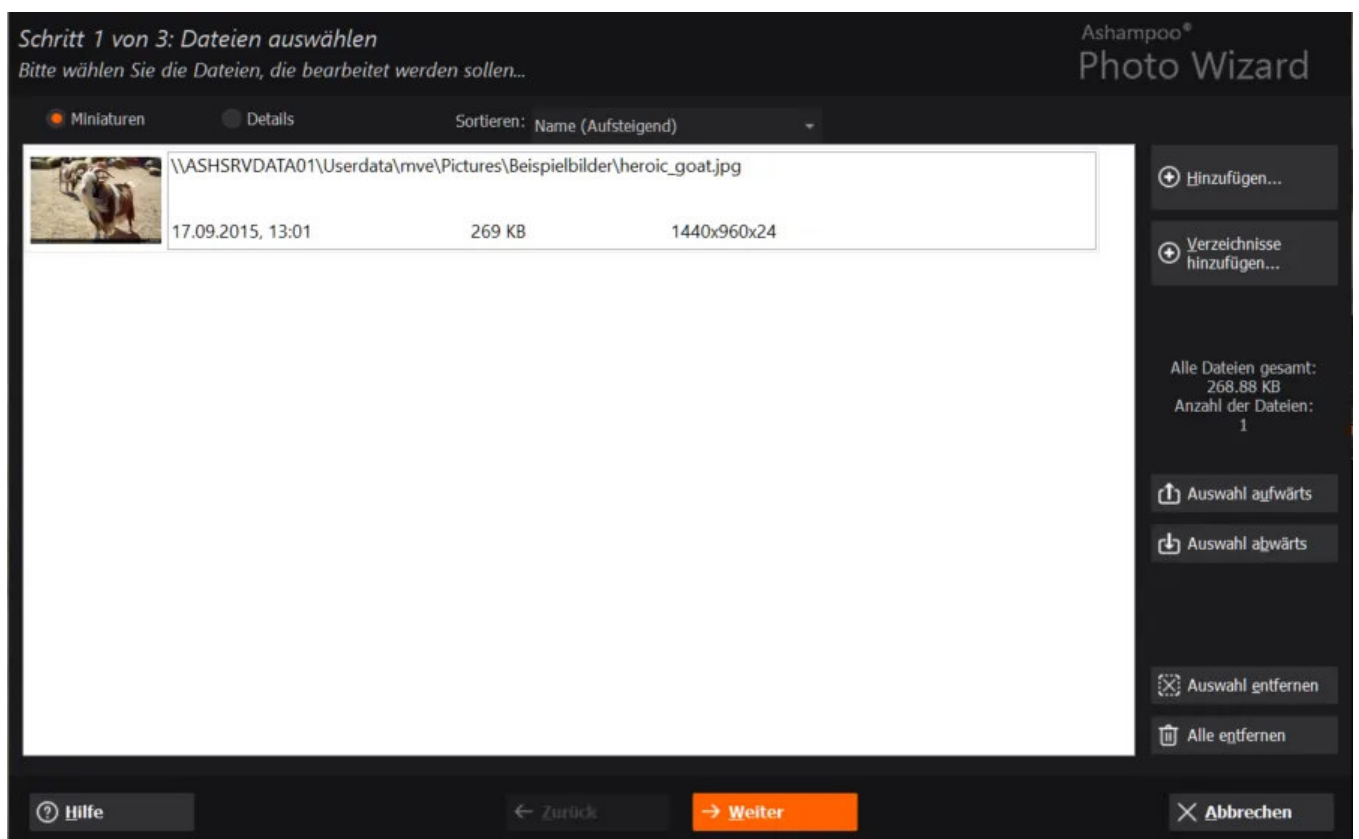 Schritt 1 von 3: Dateien auswählen
Bitte wählen Sie die Dateien, die bearbeitet werden sollen...
Ashampoo®
Photo Wizard
Miniaturen
Details
Sortieren:
Name (Aufsteigend)
\\ASHSRVDATA01\Userdata\mve\Pictures\Beispielbilder\heroic_goat.jpg
17.09.2015, 13:01
269 KB
1440x960x24
Hinzufügen...
Verzeichnisse
hinzufügen...
Alle Dateien gesamt:
268.88 KB
Anzahl der Dateien:
1
Auswahl aufwärts
Auswahl abwärts
Auswahl entfernen
Alle entfernen
Hilfe
Zurück
Weiter
Abbrechen